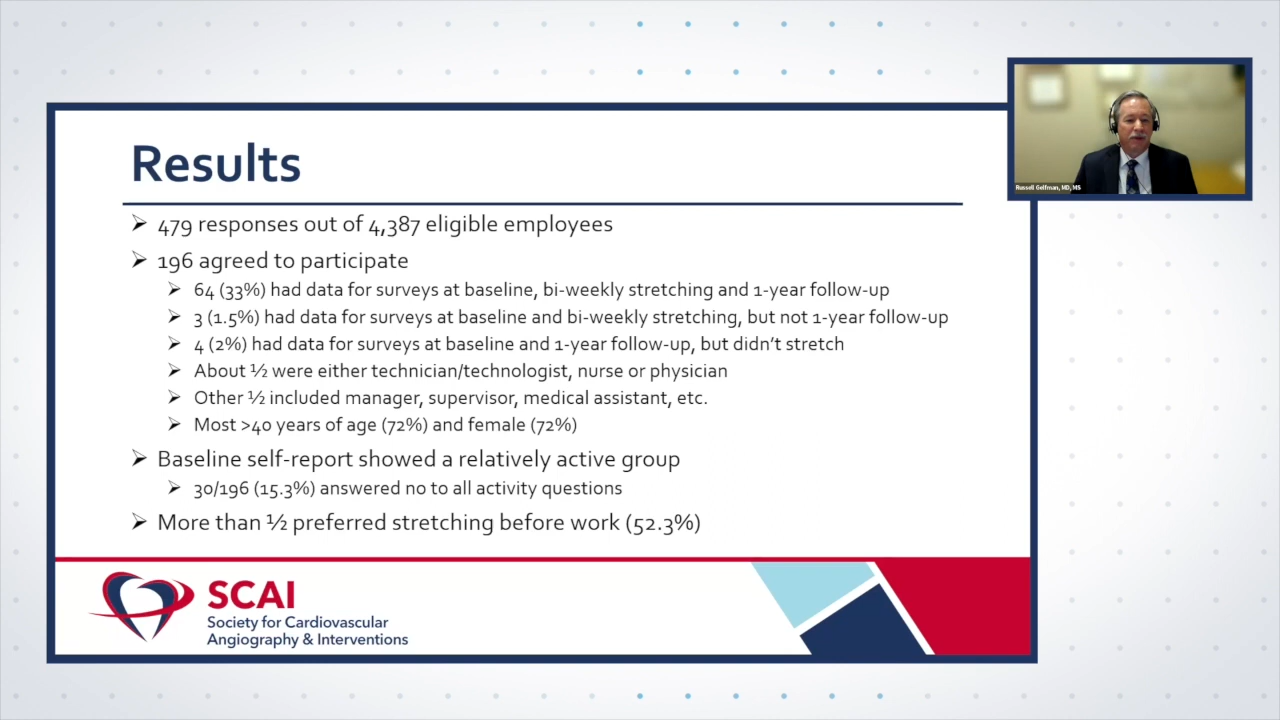 Results
➢ 479 responses out of 4,387 eligible employees
➢ 196 agreed to participate
➢ 64 (33%) had data for surveys at baseline, bi-weekly stretching and 1-year follow-up
➢ 3 (1.5%) had data for surveys at baseline and bi-weekly stretching, but not 1-year follow-up
➢ 4 (2%) had data for surveys at baseline and 1-year follow-up, but didn't stretch
➢ About ½ were either technician/technologist, nurse or physician
➢ Other ½ included manager, supervisor, medical assistant, etc.
➢ Most >40 years of age (72%) and female (72%)
➢ Baseline self-report showed a relatively active group
➢ 30/196 (15.3%) answered no to all activity questions
➢ More than ½ preferred stretching before work (52.3%)
SCAI
Society for Cardiovascular
Angiography & Interventions
Russell Gelfman, MD, MS